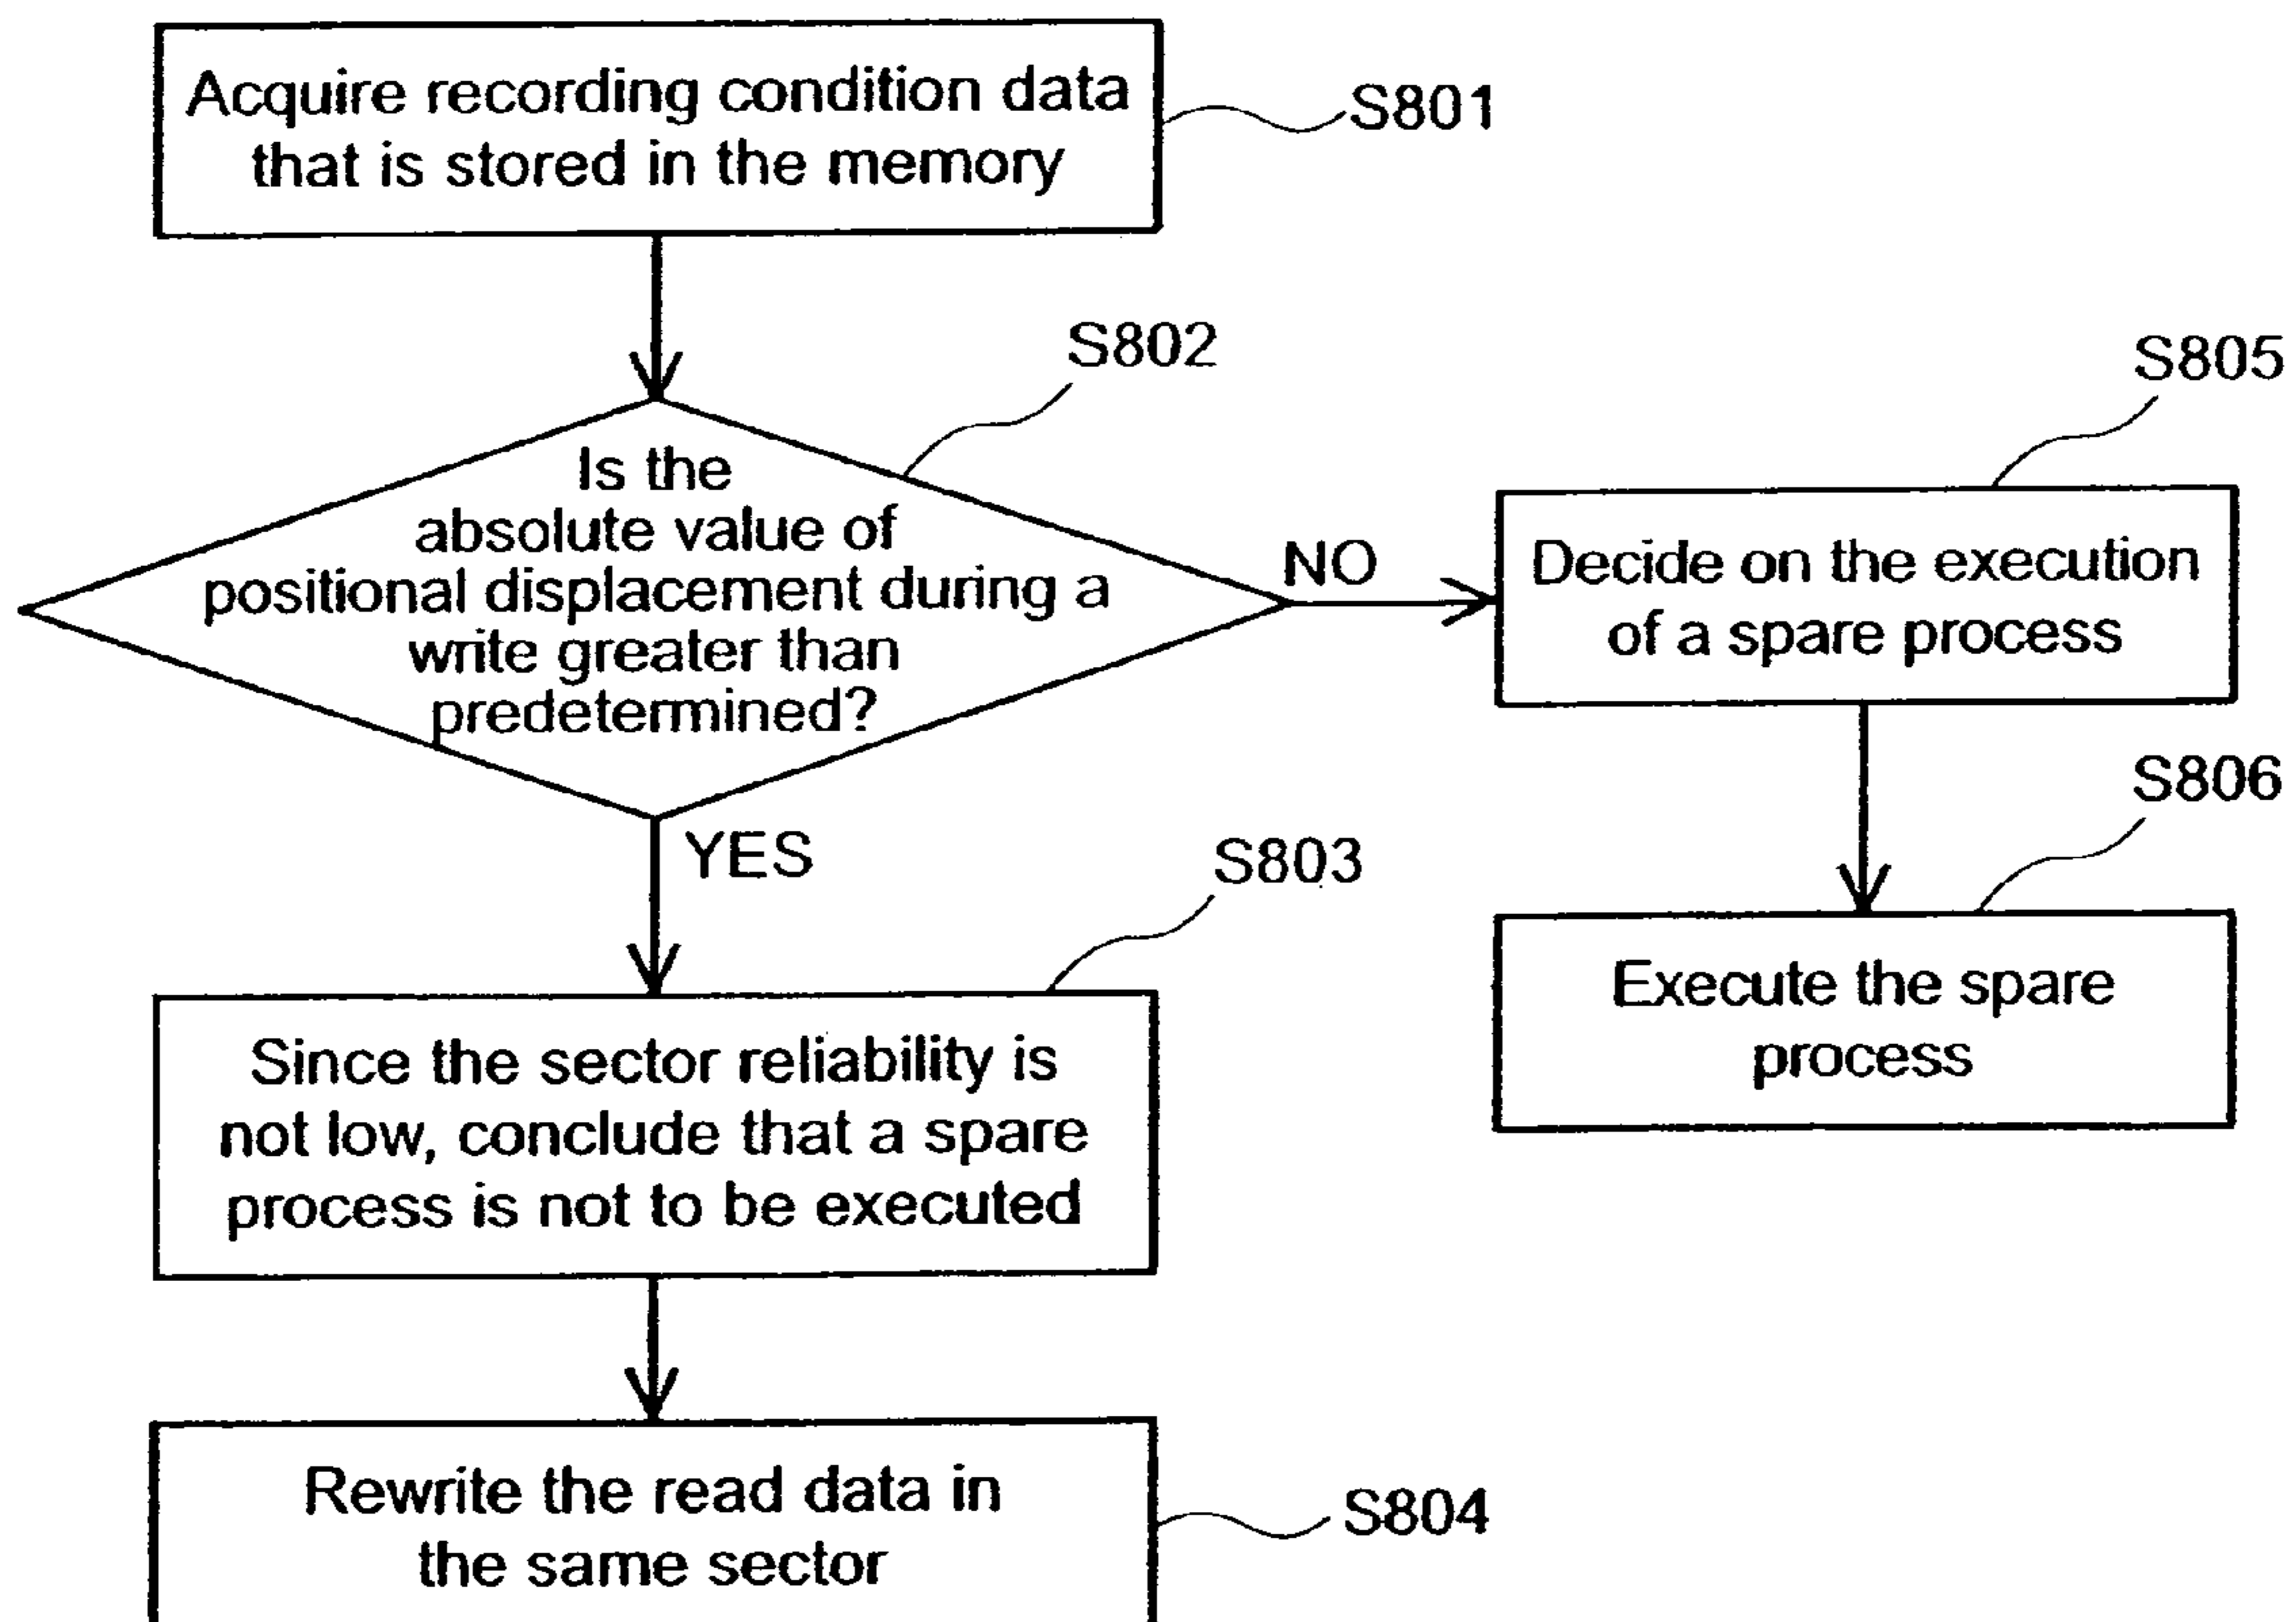 Acquire recording condition data
that is stored in the memory
S801
S802
Is the
absolute value of
positional displacement during a
write greater than
predetermined?
NO
YES
S805
Decide on the execution
of a spare process
S806
Execute the spare
process
S803
Since the sector reliability is
not low, conclude that a spare
process is not to be executed
Rewrite the read data in
the same sector
S804